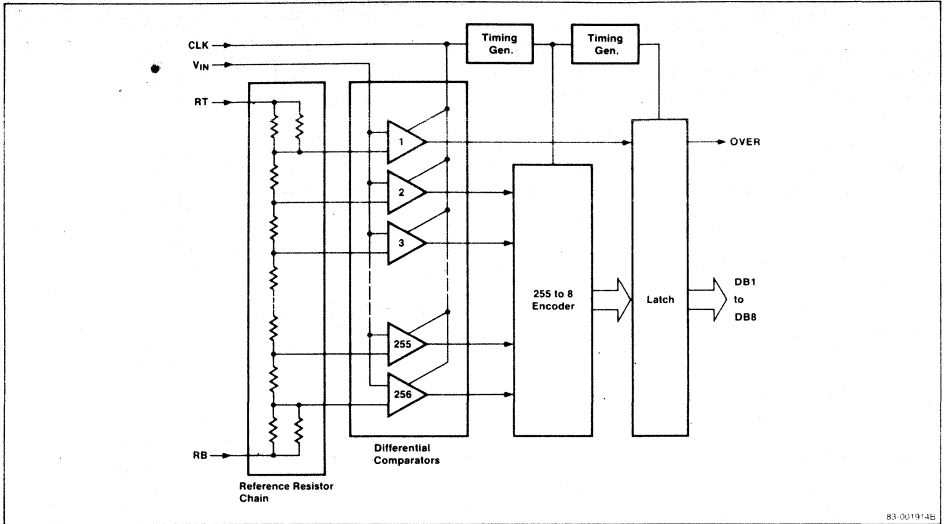 CLK
Timing
Gen.
Timing
Gen.
VIN
RT
1
OVER
2
3
255 to 8
Encoder
Latch
DB1
to
DB8
255
256
RB
Differential
Comparators
Reference Resistor
Chain
83-001914B